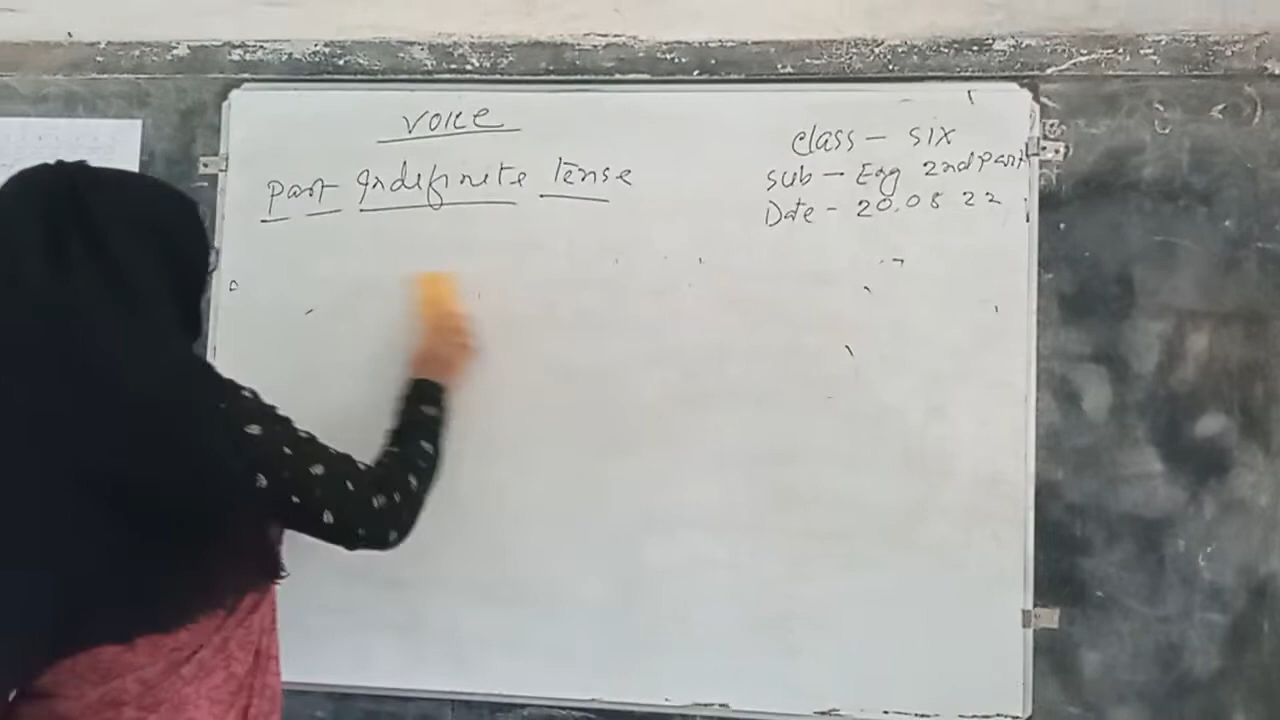 Voice
Past Indefinite Tense
class - six
sub - Eng 2nd part
Date - 20.08 22